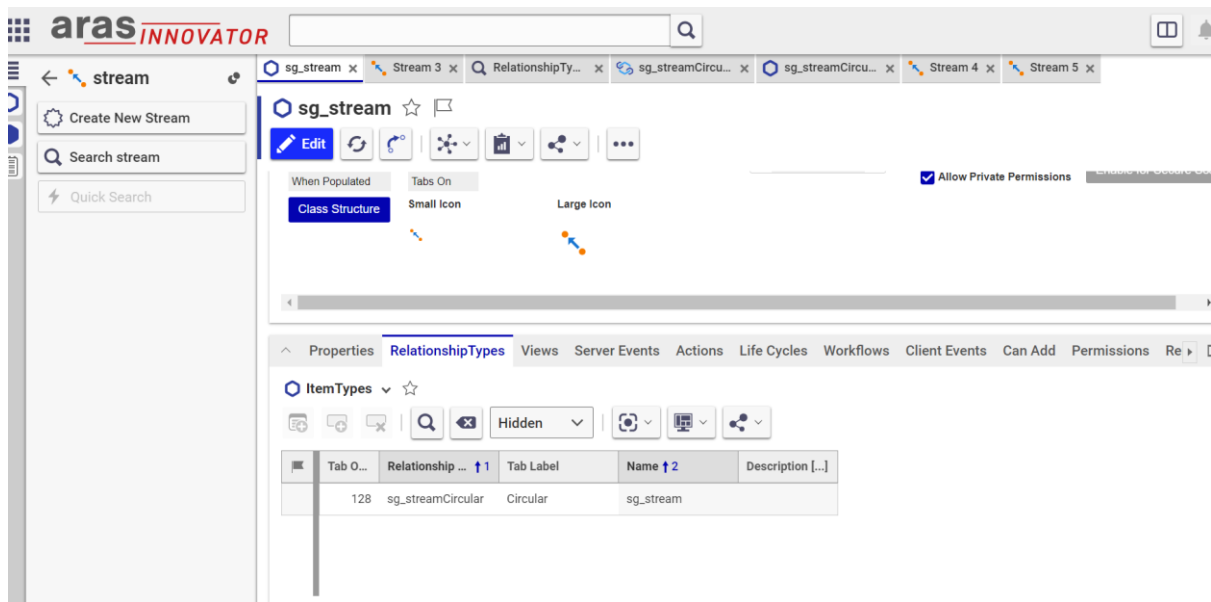 aras INNOVATOR
stream
Create New Stream
Search stream
Quick Search
sg_stream x Stream 3 x RelationshipTy... x sg_streamCircu... x sg_streamCircu... x Stream 4 x Stream 5 x
sg_stream
Edit
When Populated Tabs On Allow Private Permissions
Class Structure Small Icon Large Icon
Properties RelationshipTypes Views Server Events Actions Life Cycles Workflows Client Events Can Add Permissions Re
ItemTypes
Hidden
Tab O... Relationship ... 1 Tab Label Name 2 Description [...]
128 sg_streamCircular Circular sg_stream